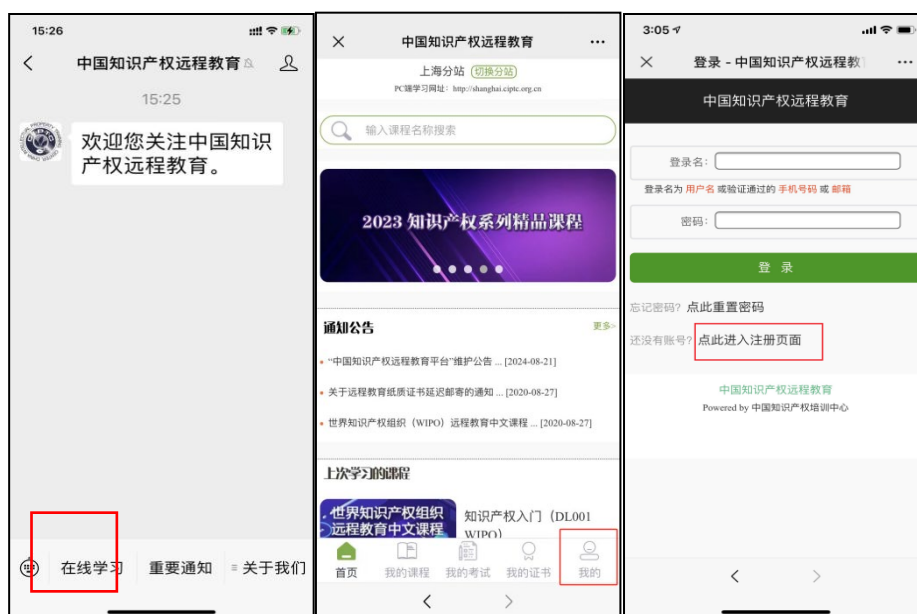 15:26
中国知识产权远程教育
15:25
欢迎您关注中国知识
产权远程教育。
在线学习
重要通知
关于我们
中国知识产权远程教育
上海分站 (切换分站)
PC端学习网址: http://shanghai.ciptc.org.cn
输入课程名称搜索
2023 知识产权系列精品课程
通知公告
更多>
“中国知识产权远程教育平台”维护公告 ... [2024-08-21]
关于远程教育纸质证书延迟邮寄的通知 ... [2020-08-27]
世界知识产权组织（WIPO）远程教育中文课程 ... [2020-08-27]
上次学习的课程
世界知识产权组织
远程教育中文课程
知识产权入门（DL001
WIPO）
首页
我的课程
我的考试
我的证书
我的
3:05
登录 - 中国知识产权远程教
中国知识产权远程教育
登录名:
登录名为 用户名 或验证通过的 手机号码 或 邮箱
密码:
登 录
忘记密码? 点此重置密码
还没有账号? 点此进入注册页面
中国知识产权远程教育
Powered by 中国知识产权培训中心